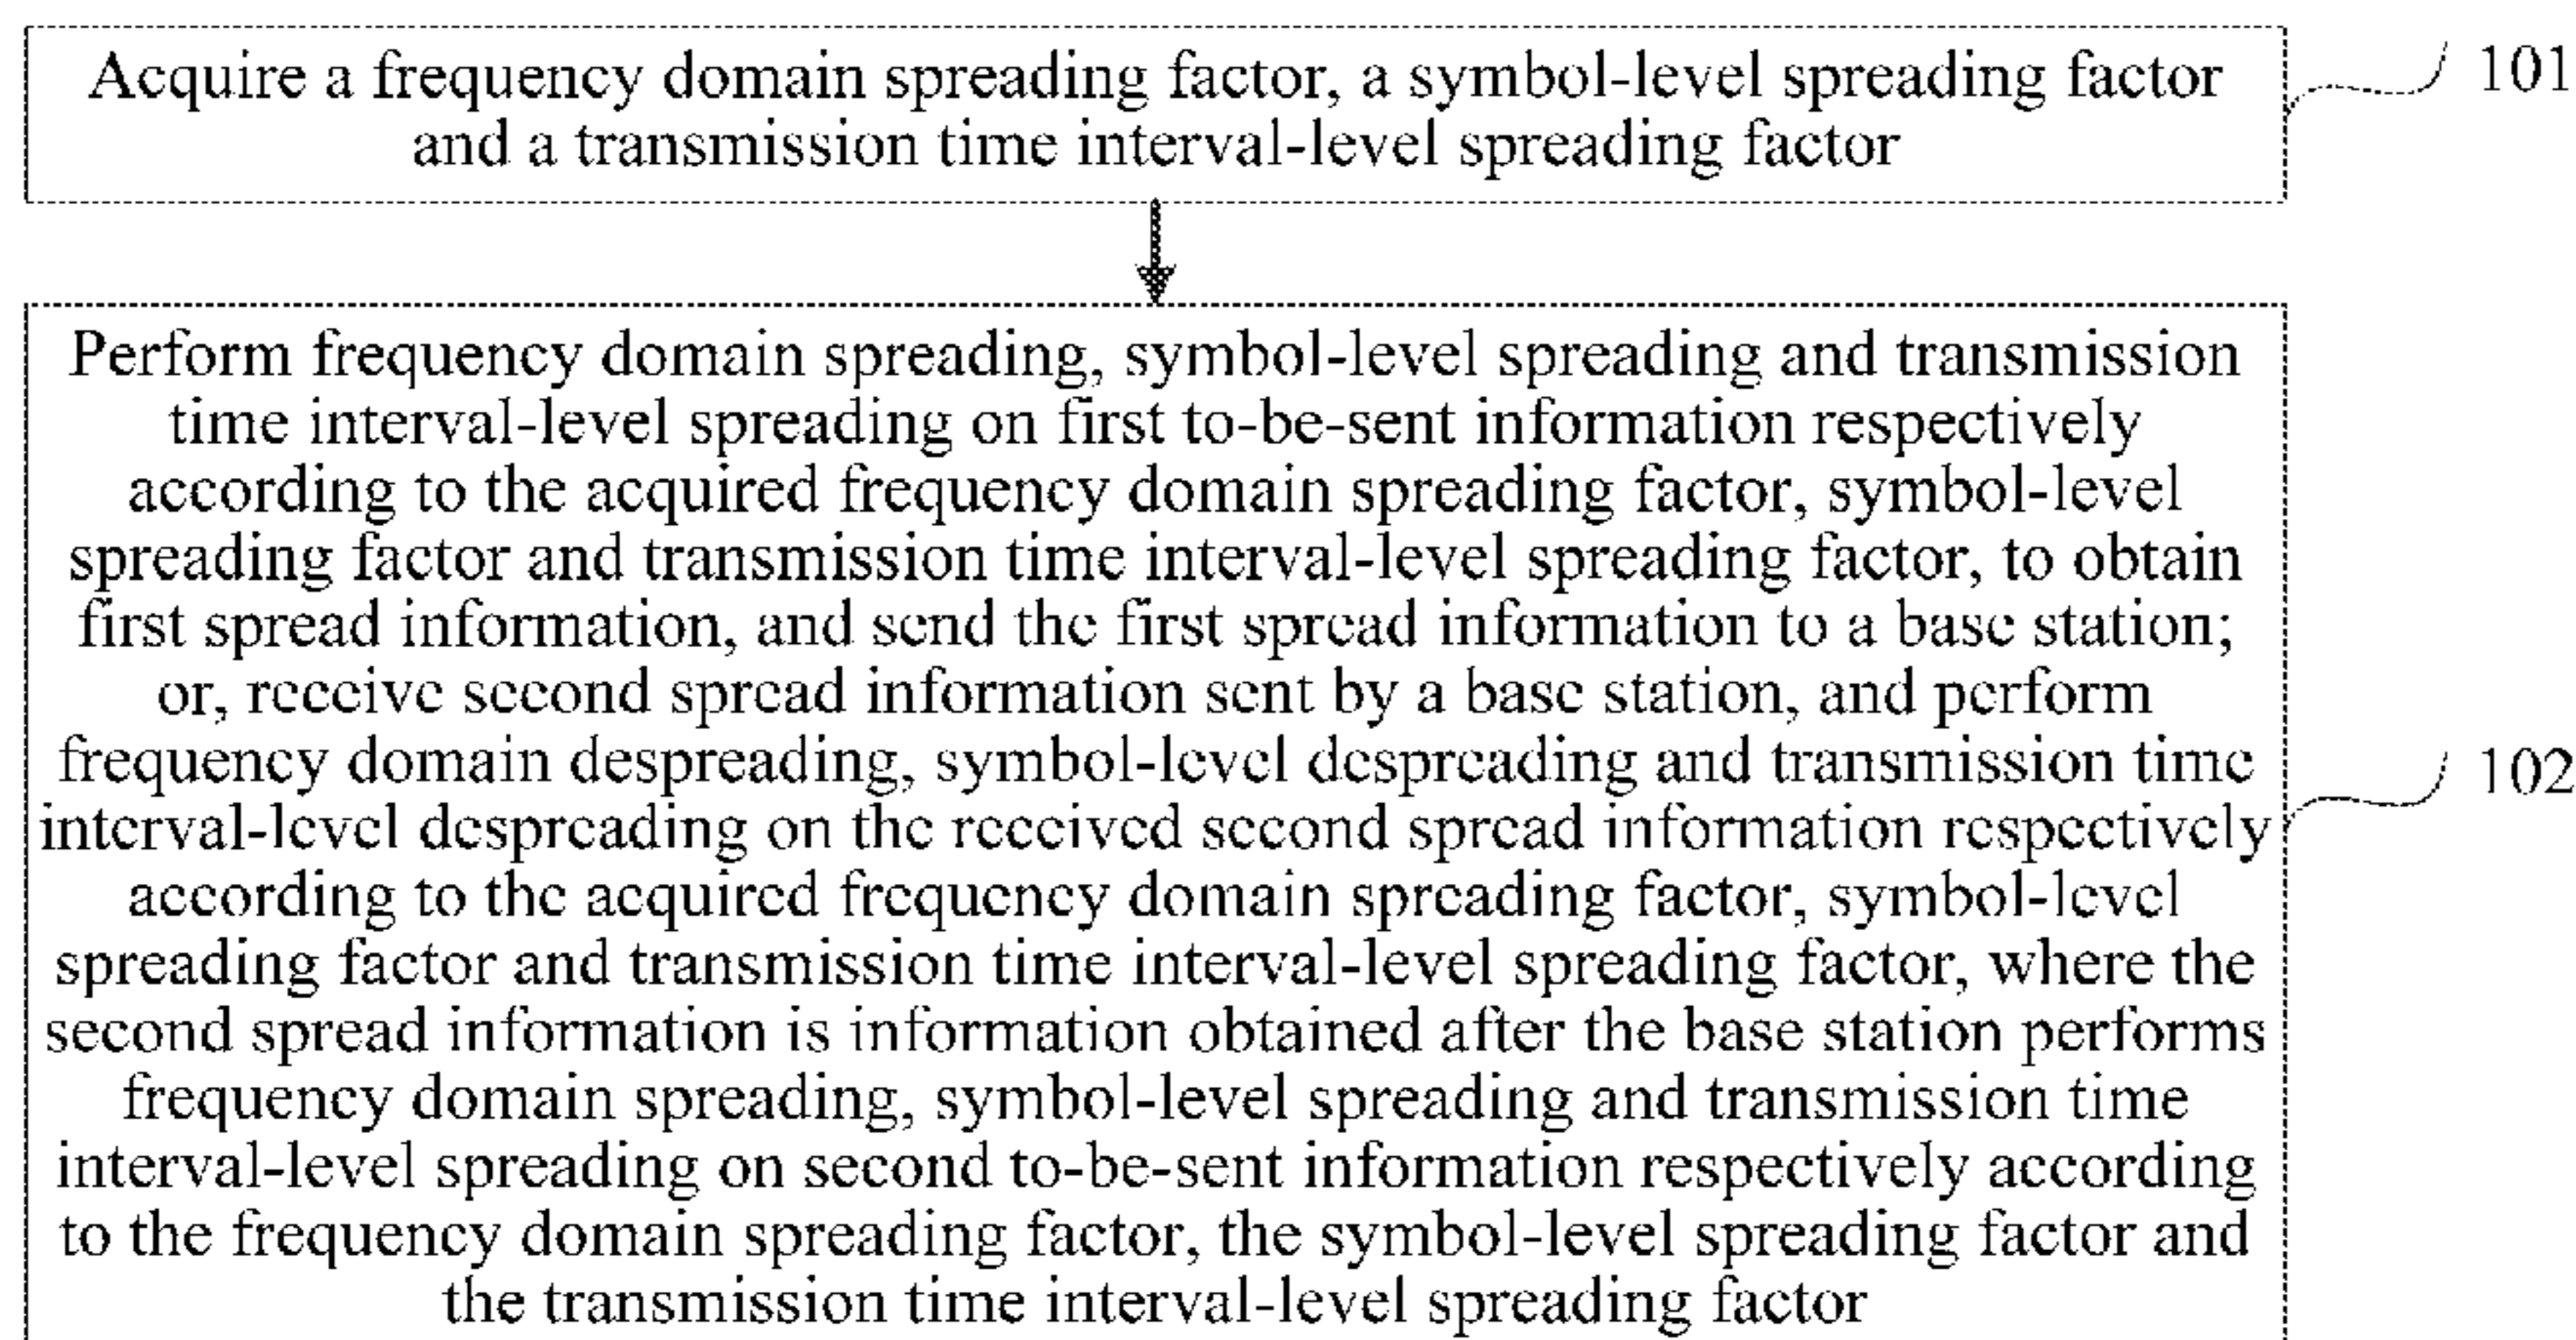 Acquire a frequency domain spreading factor, a symbol-level spreading factor
and a transmission time interval-level spreading factor
101
Perform frequency domain spreading, symbol-level spreading and transmission
time interval-level spreading on first to-be-sent information respectively
according to the acquired frequency domain spreading factor, symbol-level
spreading factor and transmission time interval-level spreading factor, to obtain
first spread information, and send the first spread information to a base station;
or, receive second spread information sent by a base station, and perform
frequency domain despreading, symbol-level despreading and transmission time
interval-level despreading on the received second spread information respectively
according to the acquired frequency domain spreading factor, symbol-level
spreading factor and transmission time interval-level spreading factor, where the
second spread information is information obtained after the base station performs
frequency domain spreading, symbol-level spreading and transmission time
interval-level spreading on second to-be-sent information respectively according
to the frequency domain spreading factor, the symbol-level spreading factor and
the transmission time interval-level spreading factor
102